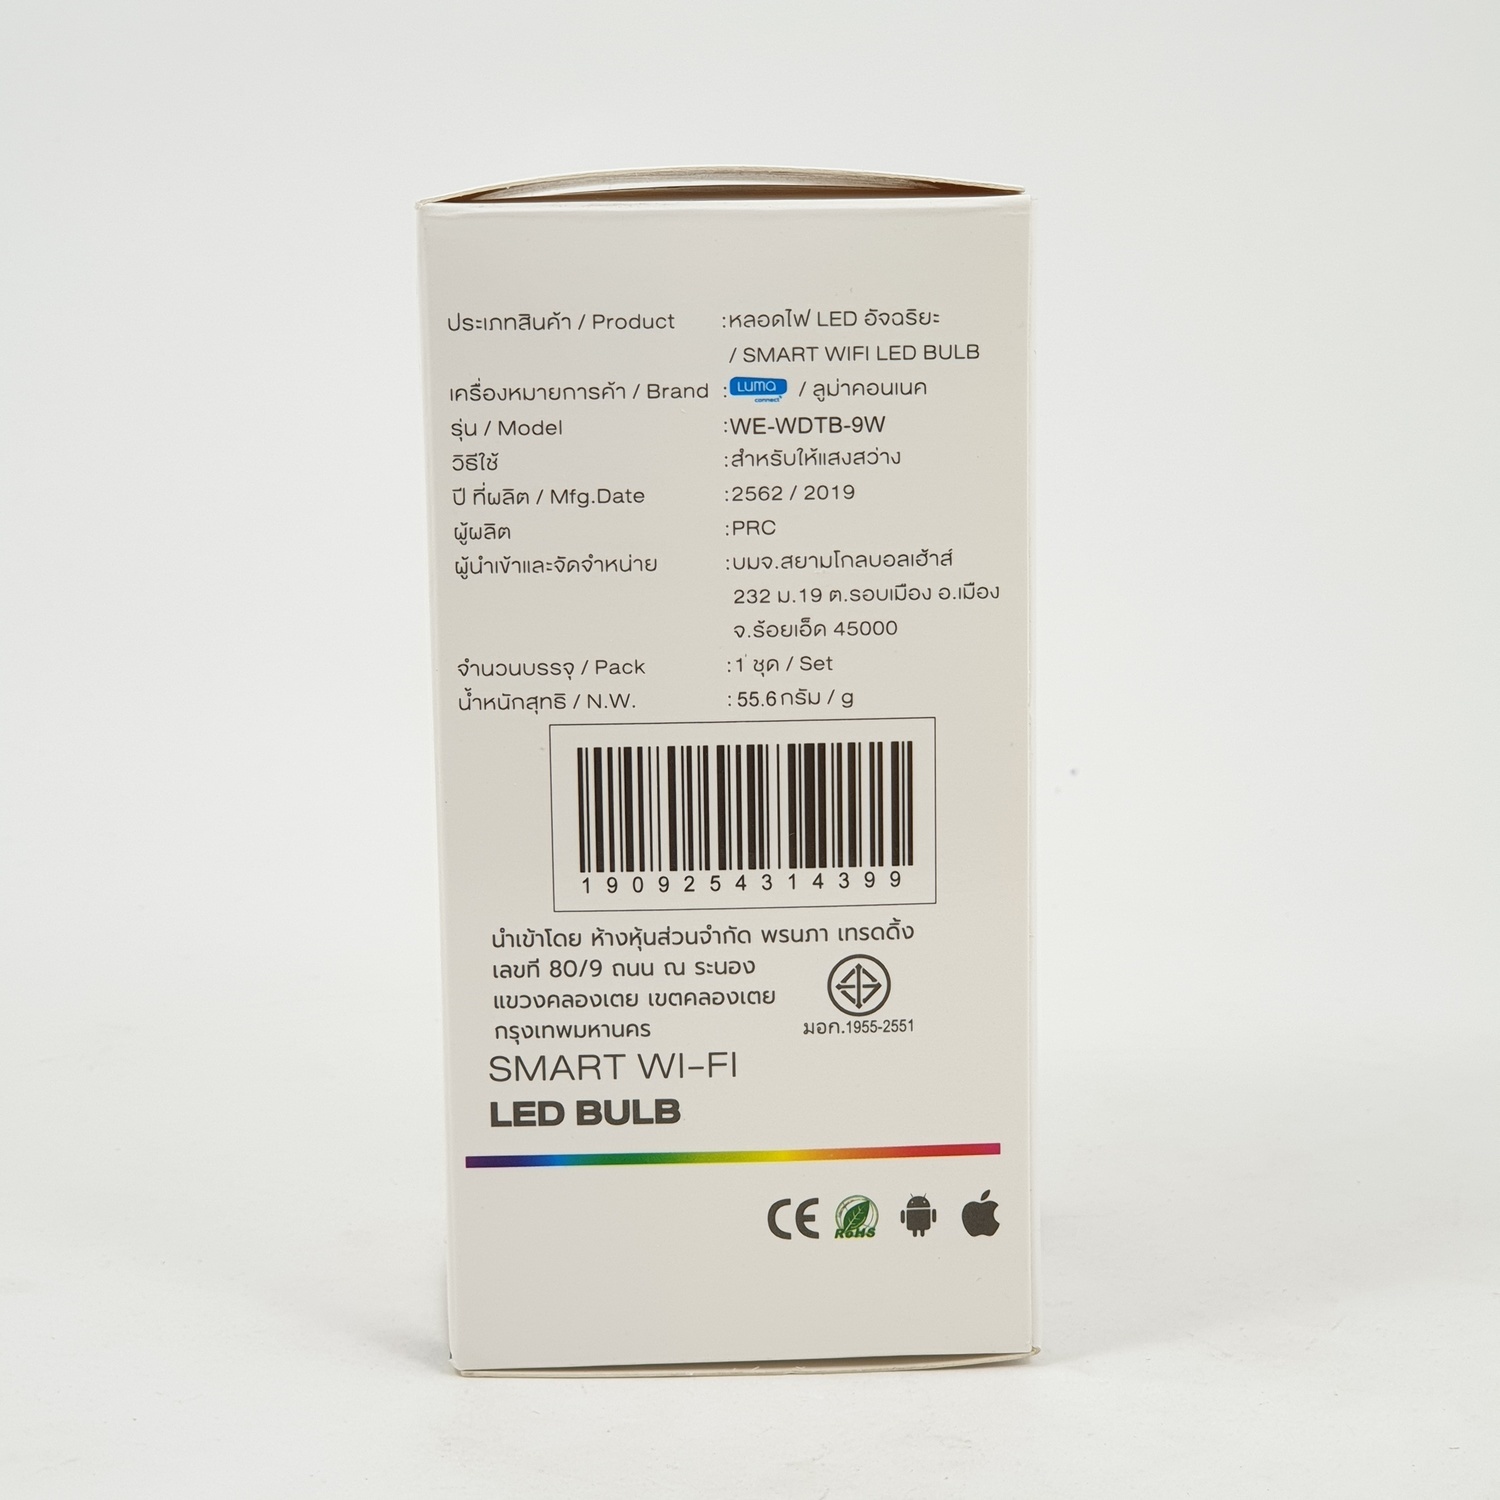 ประเภทสินค้า / Product :หลอดไฟ LED อัจฉริยะ
/ SMART WIFI LED BULB
เครื่องหมายการค้า / Brand :LUMA connect / ลูม่าคอนเนค
รุ่น / Model :WE-WDTB-9W
วิธีใช้ :สำหรับให้แสงสว่าง
ปี ที่ผลิต / Mfg.Date :2562 / 2019
ผู้ผลิต :PRC
ผู้นำเข้าและจัดจำหน่าย :บมจ.สยามโกลบอลเฮ้าส์
232 ม.19 ต.รอบเมือง อ.เมือง
จ.ร้อยเอ็ด 45000
จำนวนบรรจุ / Pack :1 ชุด / Set
น้ำหนักสุทธิ / N.W. : 55.6กรัม / g
1909254314399
นำเข้าโดย ห้างหุ้นส่วนจำกัด พรนภา เทรดดิ้ง
เลขที่ 80/9 ถนน ณ ระนอง
แขวงคลองเตย เขตคลองเตย
กรุงเทพมหานคร
มอก.1955-2551
SMART WI-FI
LED BULB
CE RoHS